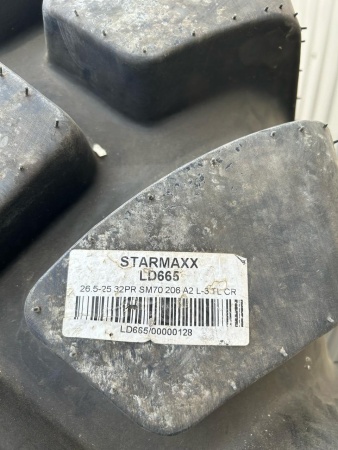 STARMAXX
LD665
26.5-25 32PR SM70 206 A2 L-3 TL CR
LD665/00000128